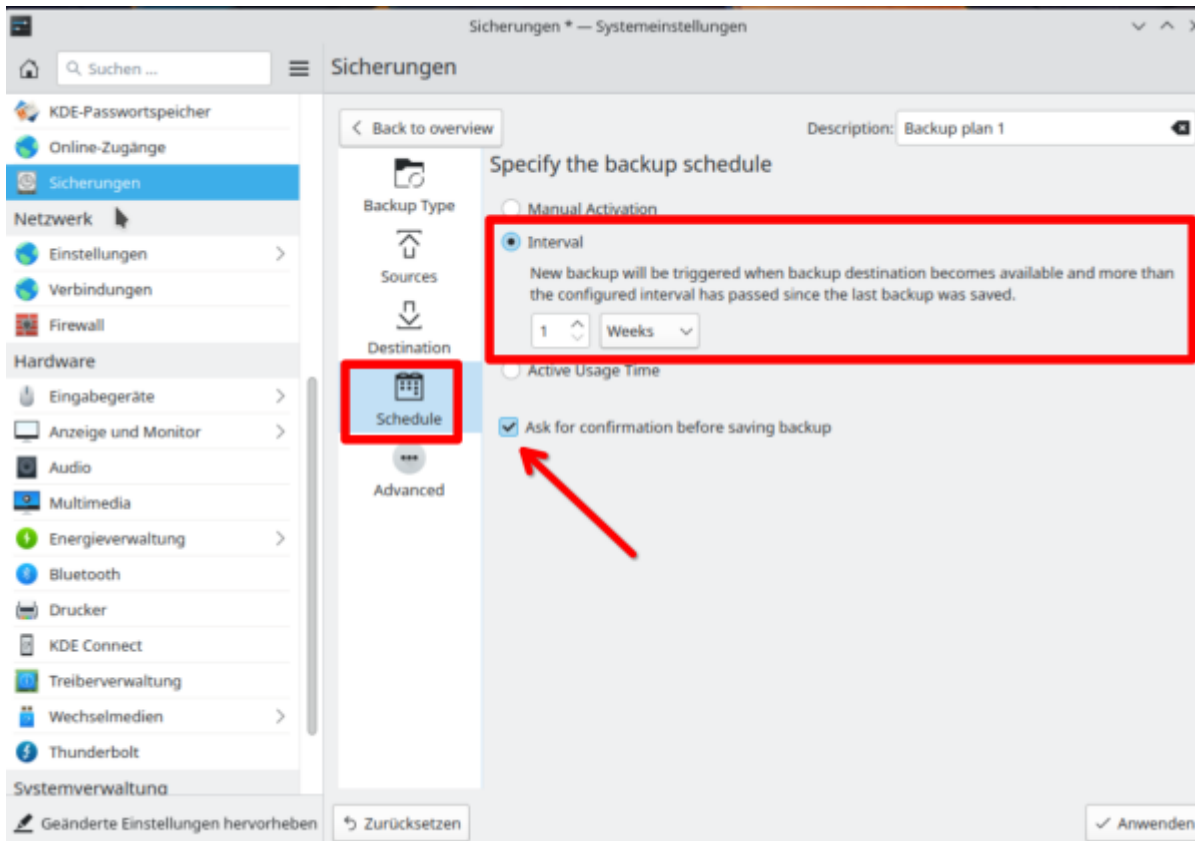 Sicherungen * — Systemeinstellungen
Suchen ...
Sicherungen
KDE-Passwortspeicher
Online-Zugänge
Sicherungen
Netzwerk
Einstellungen
Verbindungen
Firewall
Hardware
Eingabegeräte
Anzeige und Monitor
Audio
Multimedia
Energieverwaltung
Bluetooth
Drucker
KDE Connect
Treiberverwaltung
Wechselmedien
Thunderbolt
Systemverwaltung
Geänderte Einstellungen hervorheben
Back to overview
Description: Backup plan 1
Backup Type
Sources
Destination
Schedule
Advanced
Specify the backup schedule
Manual Activation
Interval
New backup will be triggered when backup destination becomes available and more than
the configured interval has passed since the last backup was saved.
1 Weeks
Active Usage Time
Ask for confirmation before saving backup
Zurücksetzen
Anwenden